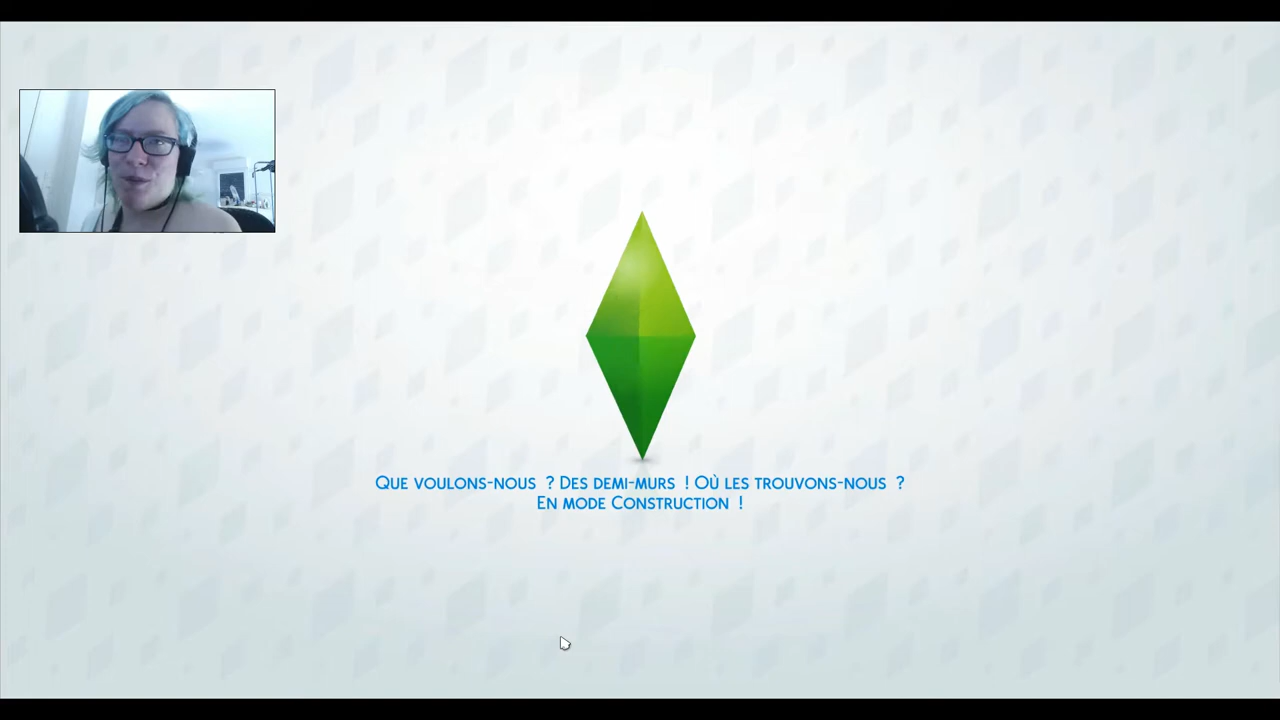 Que voulons-nous ? Des demi-murs ! Où les trouvons-nous ?
En mode Construction !